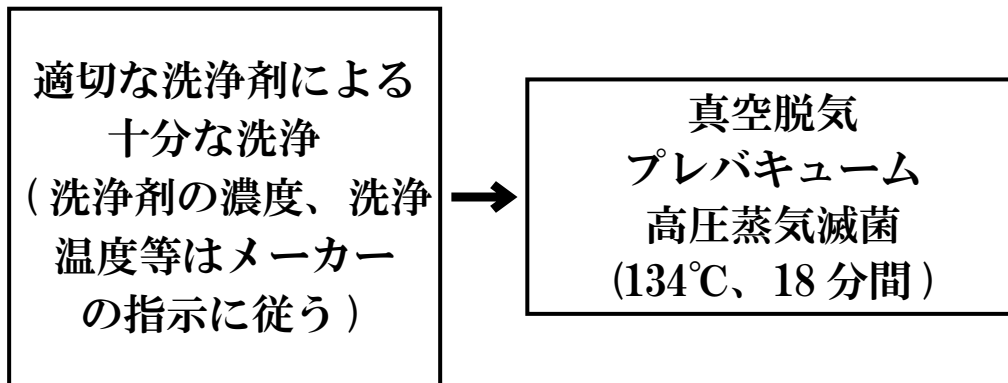 適切な洗浄剤による
十分な洗浄
(洗浄剤の濃度、洗浄
温度等はメーカー
の指示に従う)
真空脱気
プレバキューム
高圧蒸気滅菌
(134℃、18分間)